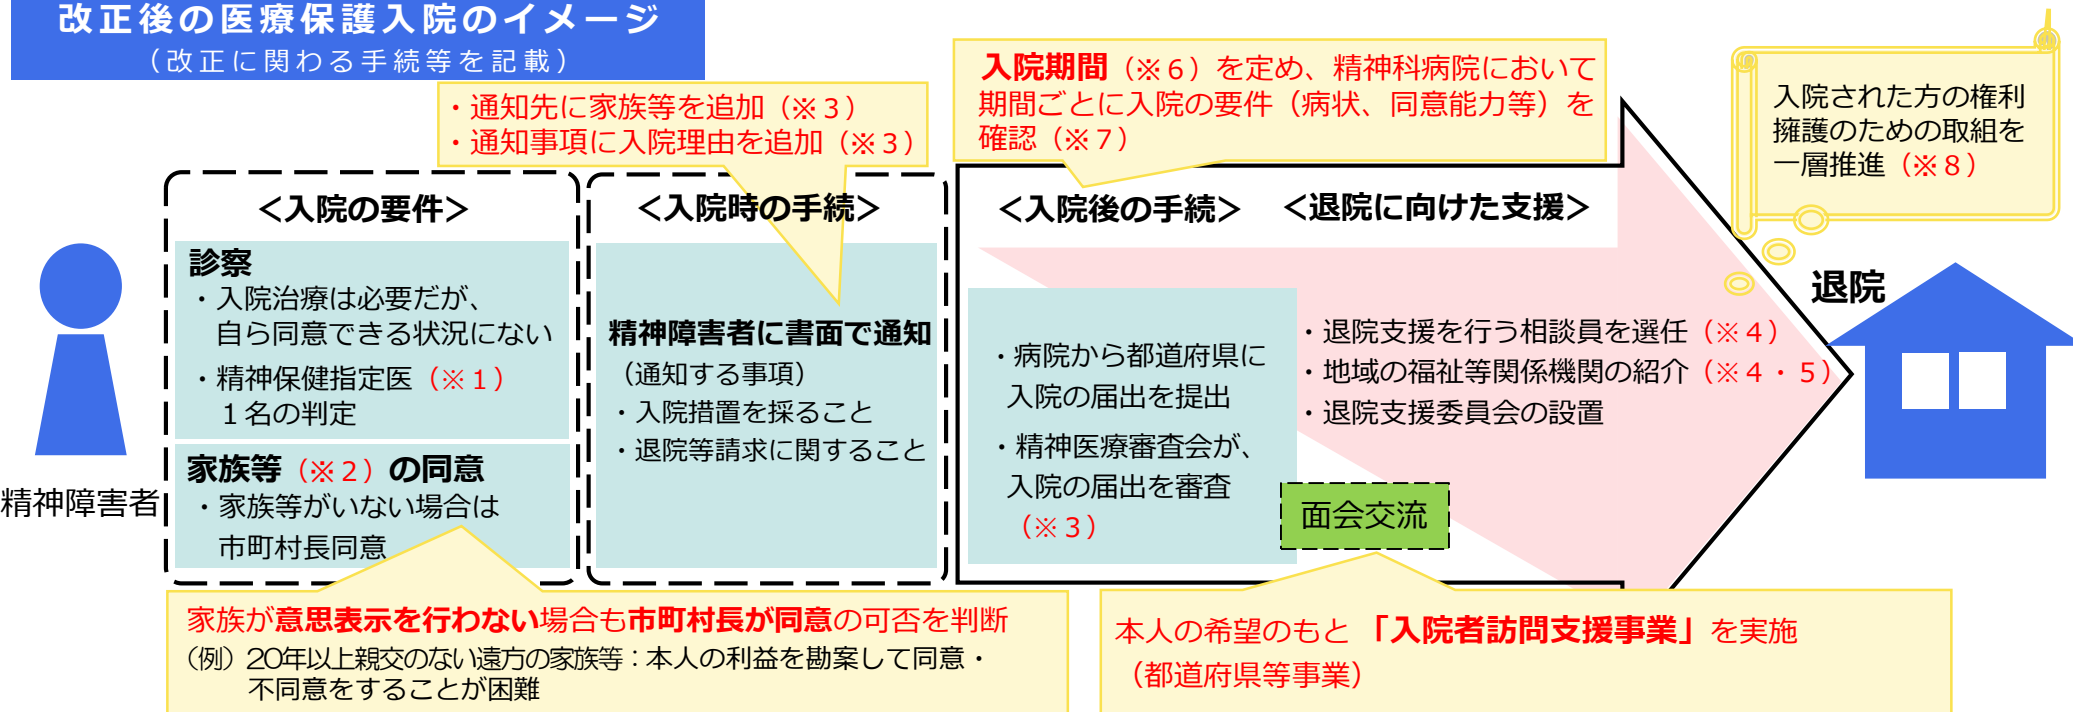 改正後の医療保護入院のイメージ
（改正に関わる手続等を記載）
・通知先に家族等を追加（※３）
・通知事項に入院理由を追加（※３）
入院期間（※６）を定め、精神科病院において
期間ごとに入院の要件（病状、同意能力等）を
確認（※７）
入院された方の権利
擁護のための取組を
一層推進（※８）
精神障害者
＜入院の要件＞
診察
・入院治療は必要だが、
自ら同意できる状況にない
・精神保健指定医（※１）
１名の判定
家族等（※２）の同意
・家族等がいない場合は
市町村長同意
＜入院時の手続＞
精神障害者に書面で通知
（通知する事項）
・入院措置を採ること
・退院等請求に関すること
＜入院後の手続＞
・病院から都道府県に
入院の届出を提出
・精神医療審査会が、
入院の届出を審査
（※３）
＜退院に向けた支援＞
・退院支援を行う相談員を選任（※４）
・地域の福祉等関係機関の紹介（※４・５）
・退院支援委員会の設置
面会交流
退院
家族が意思表示を行わない場合も市町村長が同意の可否を判断
（例）20年以上親交のない遠方の家族等：本人の利益を勘案して同意・
不同意をすることが困難
本人の希望のもと「入院者訪問支援事業」を実施
（都道府県等事業）